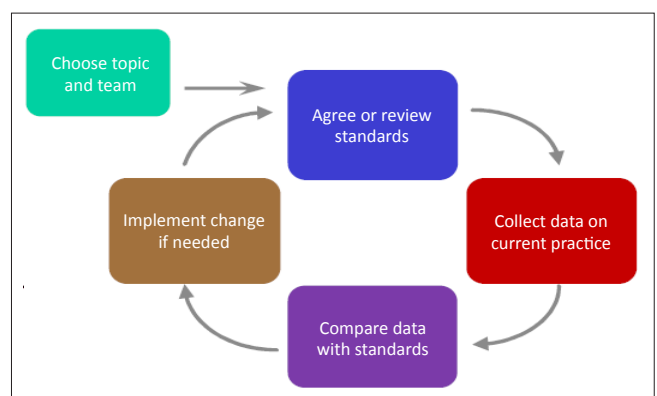 Choose topic
and team
Agree or review
standards
Collect data on
current practice
Compare data
with standards
Implement change
if needed